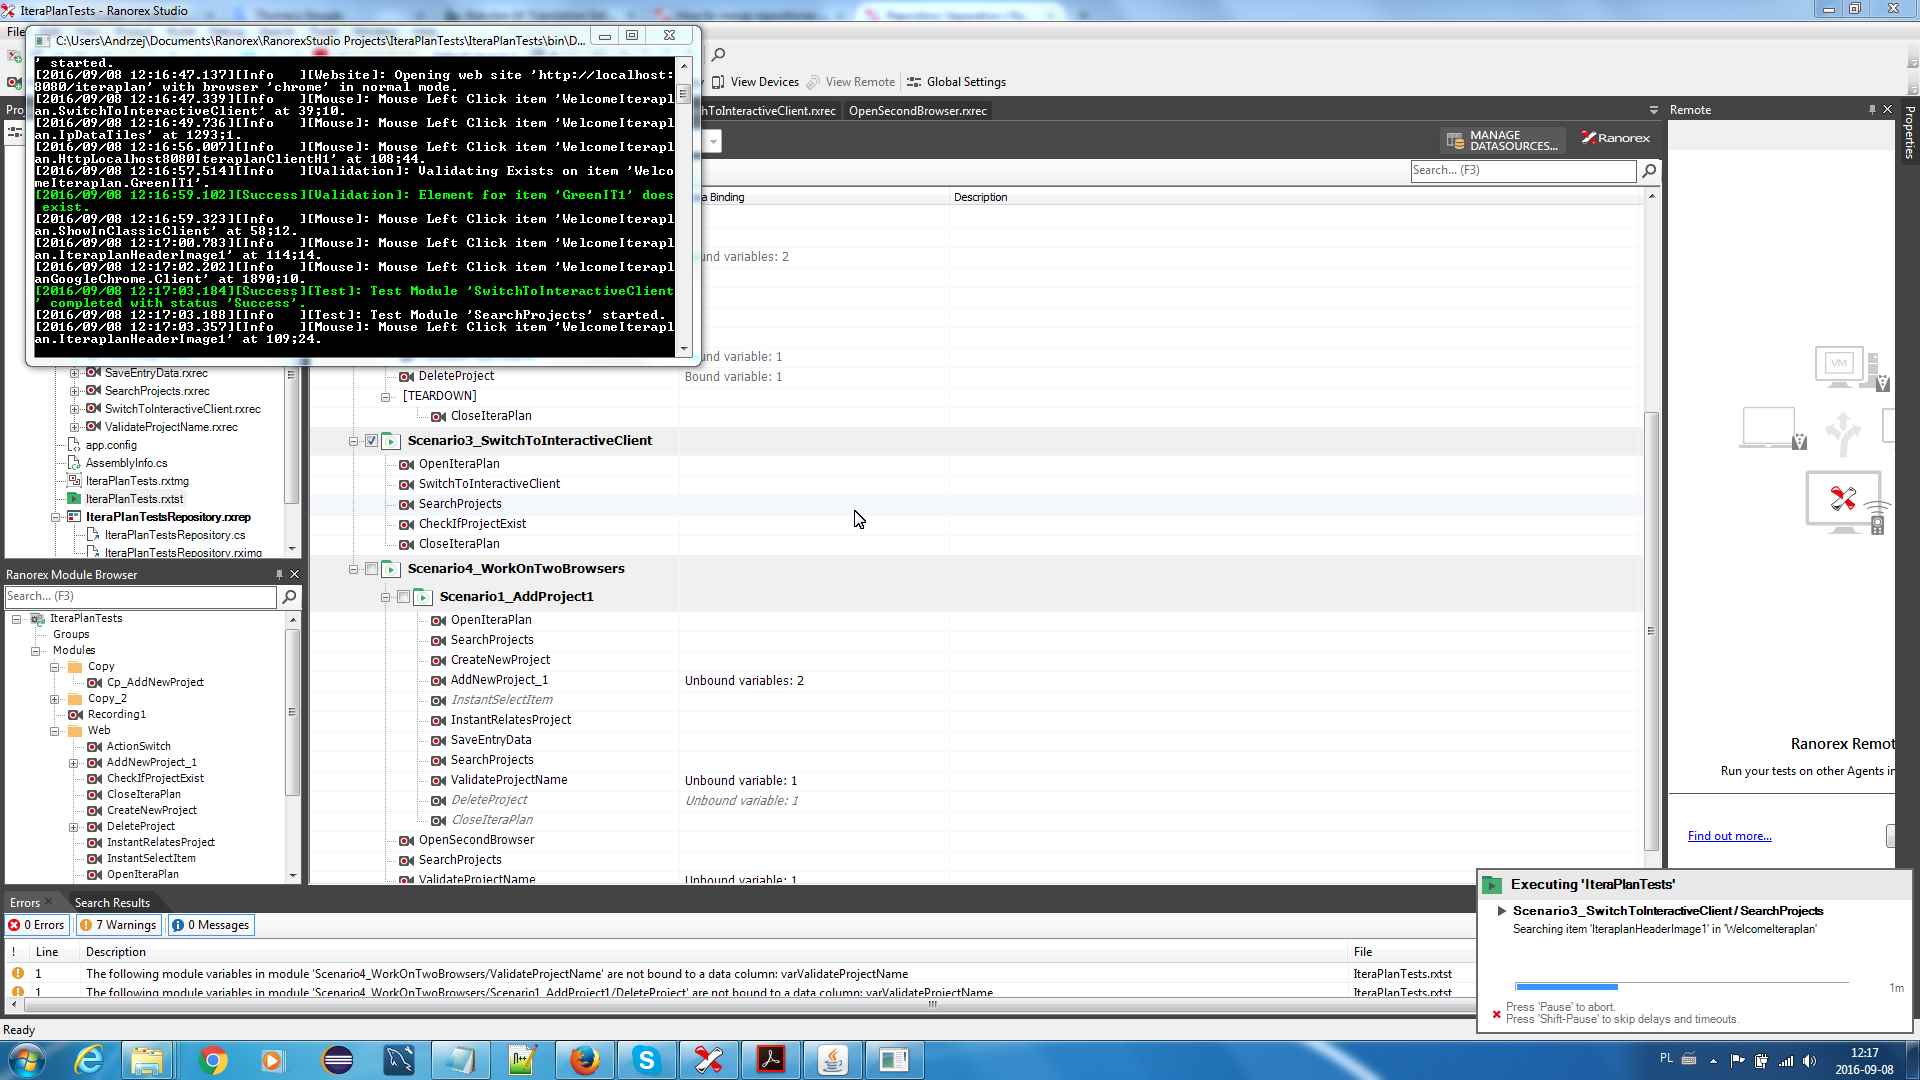 IteraPlanTests - Ranorex Studio
C:\Users\Andrzej\Documents\Ranorex\RanorexStudio Projects\IteraPlanTests\IteraPlanTests\bin\D...
' started.
[2016/09/08 12:16:47.137][Info   ][Website]: Opening web site 'http://localhost:
8080/iteraplan' with browser 'chrome' in normal mode.
[2016/09/08 12:16:47.339][Info   ][Mouse]: Mouse Left Click item 'WelcomeIterapl
an.SwitchToInteractiveClient' at 39;10.
[2016/09/08 12:16:49.736][Info   ][Mouse]: Mouse Left Click item 'WelcomeIterapl
an.IpDataTiles' at 1293;1.
[2016/09/08 12:16:56.007][Info   ][Mouse]: Mouse Left Click item 'WelcomeIterapl
an.HttpLocalhost8080IteraplanClientH1' at 108;44.
[2016/09/08 12:16:57.514][Info   ][Validation]: Validating Exists on item 'Welco
meIteraplan.GreenIT1'.
[2016/09/08 12:16:59.102][Success][Validation]: Element for item 'GreenIT1' does
 exist.
[2016/09/08 12:16:59.323][Info   ][Mouse]: Mouse Left Click item 'WelcomeIterapl
an.ShowInClassicClient' at 58;12.
[2016/09/08 12:17:00.783][Info   ][Mouse]: Mouse Left Click item 'WelcomeIterapl
an.IteraplanHeaderImage1' at 114;14.
[2016/09/08 12:17:02.202][Info   ][Mouse]: Mouse Left Click item 'WelcomeIterapl
anGoogleChrome.Client' at 1890;10.
[2016/09/08 12:17:03.184][Success][Test]: Test Module 'SwitchToInteractiveClient
' completed with status 'Success'.
[2016/09/08 12:17:03.188][Info   ][Test]: Test Module 'SearchProjects' started.
[2016/09/08 12:17:03.357][Info   ][Mouse]: Mouse Left Click item 'WelcomeIterapl
an.IteraplanHeaderImage1' at 109;24.
View Devices
View Remote
Global Settings
hToInteractiveClient.rxrec
OpenSecondBrowser.rxrec
MANAGE
DATASOURCES...
Ranorex
Search... (F3)
a Binding
Description
und variables: 2
und variable: 1
DeleteProject
Bound variable: 1
[TEARDOWN]
CloseIteraPlan
Scenario3_SwitchToInteractiveClient
OpenIteraPlan
SwitchToInteractiveClient
SearchProjects
CheckIfProjectExist
CloseIteraPlan
Scenario4_WorkOnTwoBrowsers
Scenario1_AddProject1
OpenIteraPlan
SearchProjects
CreateNewProject
AddNewProject_1
Unbound variables: 2
InstantSelectItem
InstantRelatesProject
SaveEntryData
SearchProjects
ValidateProjectName
Unbound variable: 1
DeleteProject
Unbound variable: 1
CloseIteraPlan
OpenSecondBrowser
SearchProjects
ValidateProjectName
Unbound variable: 1
SaveEntryData.rxrec
SearchProjects.rxrec
SwitchToInteractiveClient.rxrec
ValidateProjectName.rxrec
app.config
AssemblyInfo.cs
IteraPlanTests.rxtmg
IteraPlanTests.rxtst
IteraPlanTestsRepository.rxrep
IteraPlanTestsRepository.cs
IteraPlanTestsRepository.rximg
Ranorex Module Browser
Search... (F3)
IteraPlanTests
Groups
Modules
Copy
Cp_AddNewProject
Copy_2
Recording1
Web
ActionSwitch
AddNewProject_1
CheckIfProjectExist
CloseIteraPlan
CreateNewProject
DeleteProject
InstantRelatesProject
InstantSelectItem
OpenIteraPlan
Remote
Properties
VM
Ranorex Remot
Run your tests on other Agents in
Find out more...
Errors
Search Results
0 Errors
7 Warnings
0 Messages
!
Line
Description
File
1
The following module variables in module 'Scenario4_WorkOnTwoBrowsers/ValidateProjectName' are not bound to a data column: varValidateProjectName
IteraPlanTests.rxtst
1
The following module variables in module 'Scenario4_WorkOnTwoBrowsers/Scenario1_AddProject1/DeleteProject' are not bound to a data column: varValidateProjectName
IteraPlanTests.rxtst
Executing 'IteraPlanTests'
Scenario3_SwitchToInteractiveClient / SearchProjects
Searching item 'IteraplanHeaderImage1' in 'WelcomeIteraplan'
1m
Press 'Pause' to abort.
Press 'Shift-Pause' to skip delays and timeouts.
Ready
PL
12:17
2016-09-08